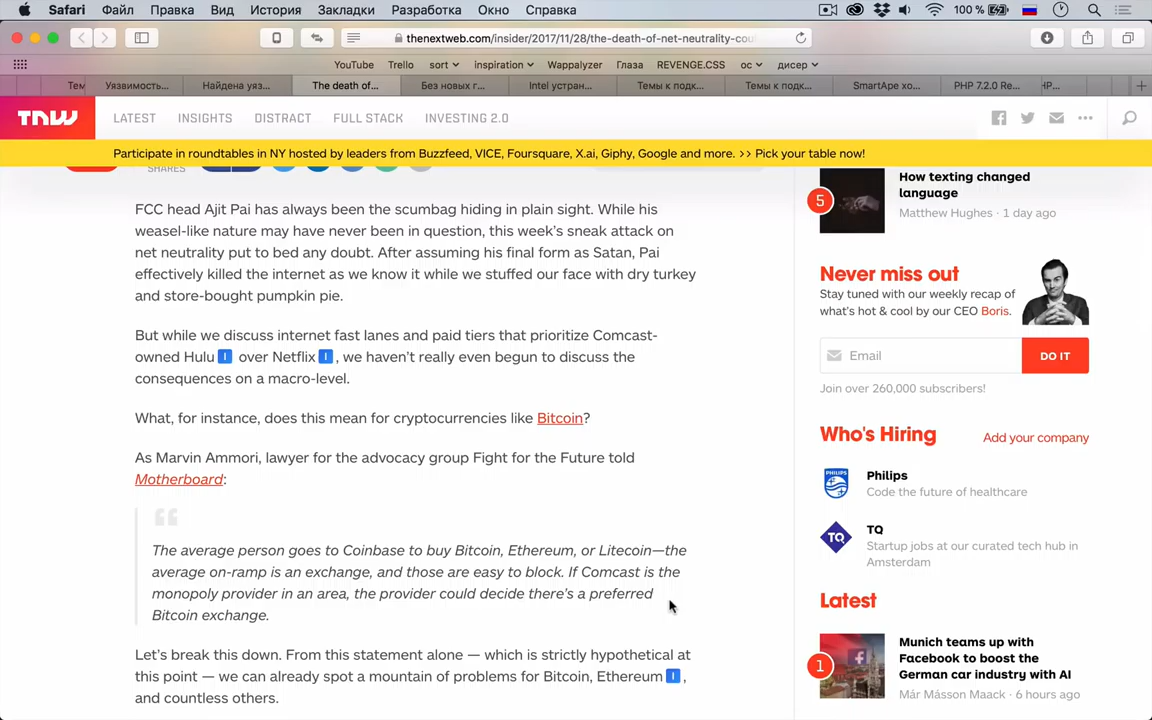 Safari Файл Правка Вид История Закладки Разработка Окно Справка 100 %
thenextweb.com/insider/2017/11/28/the-death-of-net-neutrality-cou
YouTube Trello sort inspiration Wappalyzer Глаза REVENGE.CSS ос дисер
Тем Уязвимость... Найдена уяз... The death of... Без новых г... Intel устран... Темы к подк... Темы к подк... SmartApe хо... PHP 7.2.0 Re... HP...
TNW LATEST INSIGHTS DISTRACT FULL STACK INVESTING 2.0
Participate in roundtables in NY hosted by leaders from Buzzfeed, VICE, Foursquare, X.ai, Giphy, Google and more. >> Pick your table now!
SHARES
FCC head Ajit Pai has always been the scumbag hiding in plain sight. While his
weasel-like nature may have never been in question, this week's sneak attack on
net neutrality put to bed any doubt. After assuming his final form as Satan, Pai
effectively killed the internet as we know it while we stuffed our face with dry turkey
and store-bought pumpkin pie.
But while we discuss internet fast lanes and paid tiers that prioritize Comcast-
owned Hulu over Netflix, we haven't really even begun to discuss the
consequences on a macro-level.
What, for instance, does this mean for cryptocurrencies like Bitcoin?
As Marvin Ammori, lawyer for the advocacy group Fight for the Future told
Motherboard:
The average person goes to Coinbase to buy Bitcoin, Ethereum, or Litecoin—the
average on-ramp is an exchange, and those are easy to block. If Comcast is the
monopoly provider in an area, the provider could decide there's a preferred
Bitcoin exchange.
Let's break this down. From this statement alone — which is strictly hypothetical at
this point — we can already spot a mountain of problems for Bitcoin, Ethereum,
and countless others.
5
How texting changed
language
Matthew Hughes · 1 day ago
Never miss out
Stay tuned with our weekly recap of
what's hot & cool by our CEO Boris.
Email DO IT
Join over 260,000 subscribers!
Who's Hiring Add your company
PHILIPS
Philips
Code the future of healthcare
TQ
TQ
Startup jobs at our curated tech hub in
Amsterdam
Latest
1
Munich teams up with
Facebook to boost the
German car industry with AI
Már Másson Maack · 6 hours ago